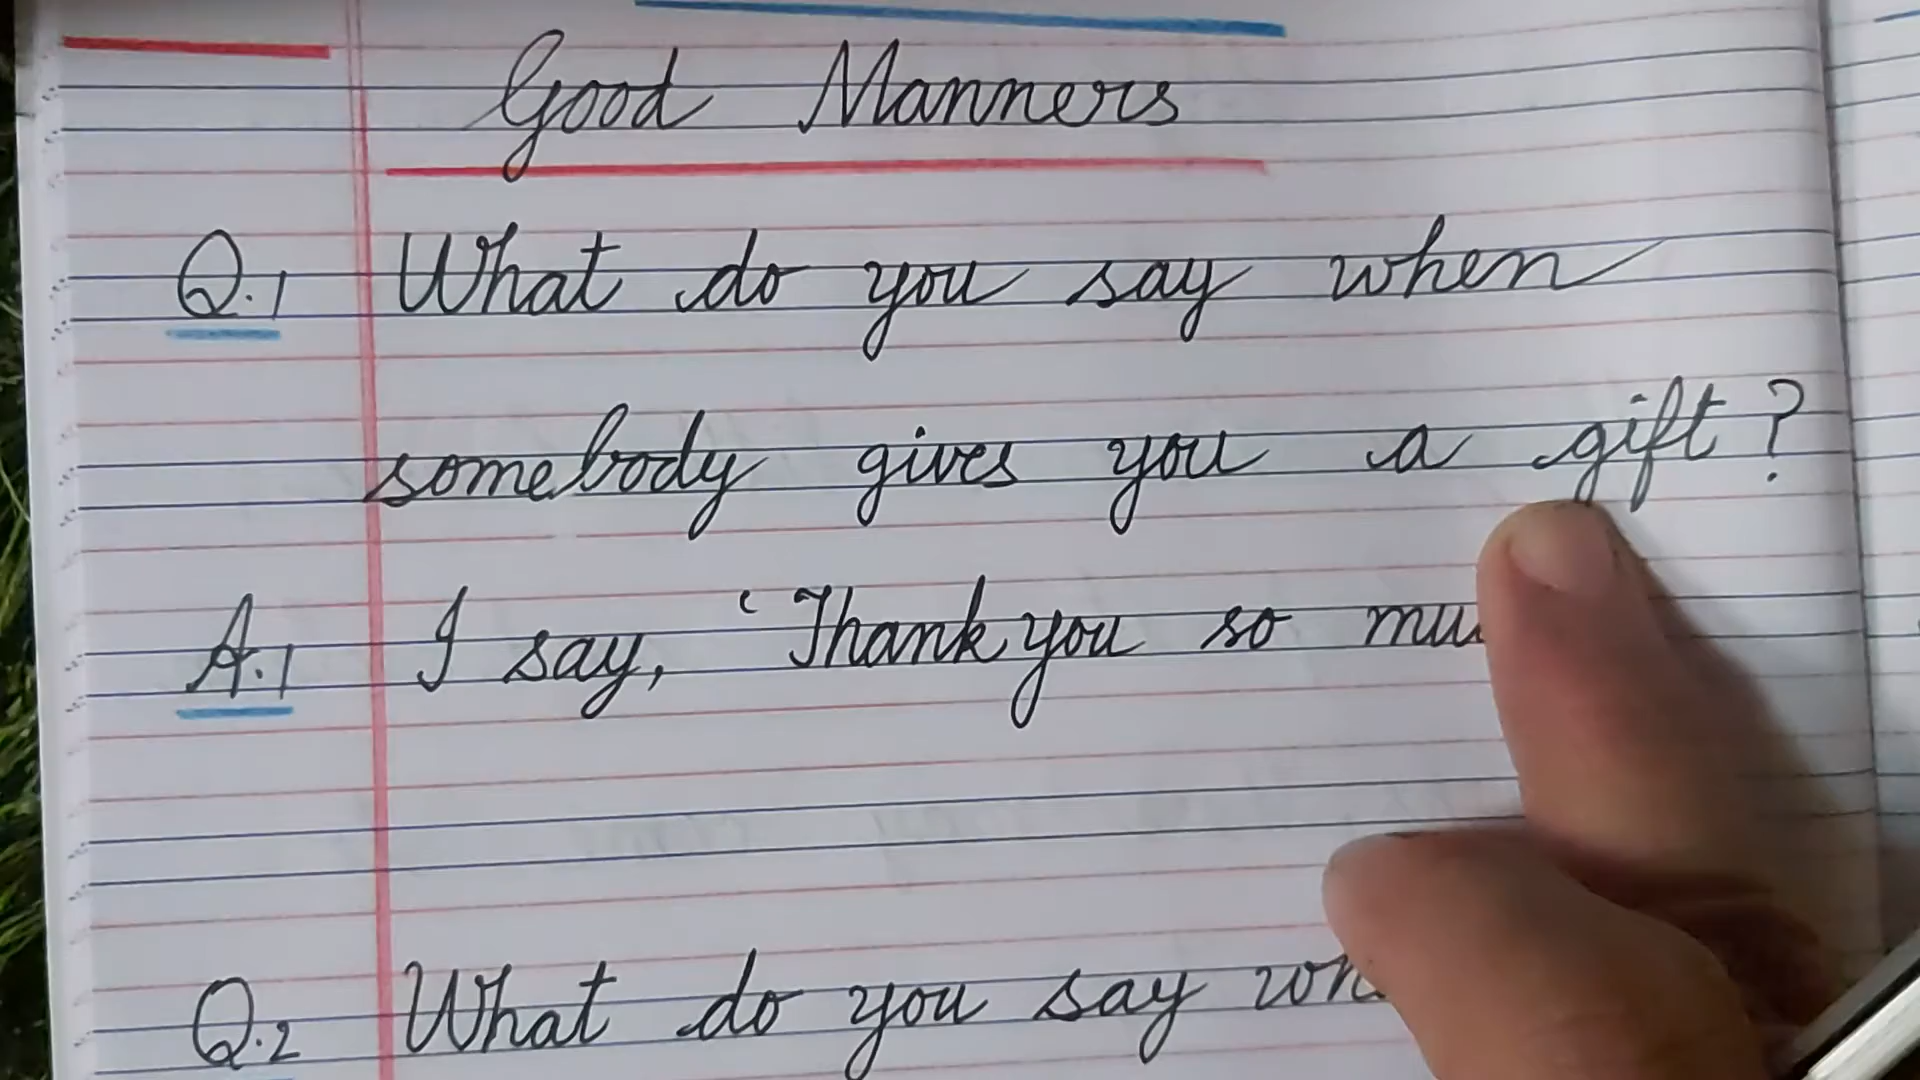 Good Manners
Q.1 What do you say when
somebody gives you a gift?
A.1 I say, ‘Thank you so
Q.2 What do you say